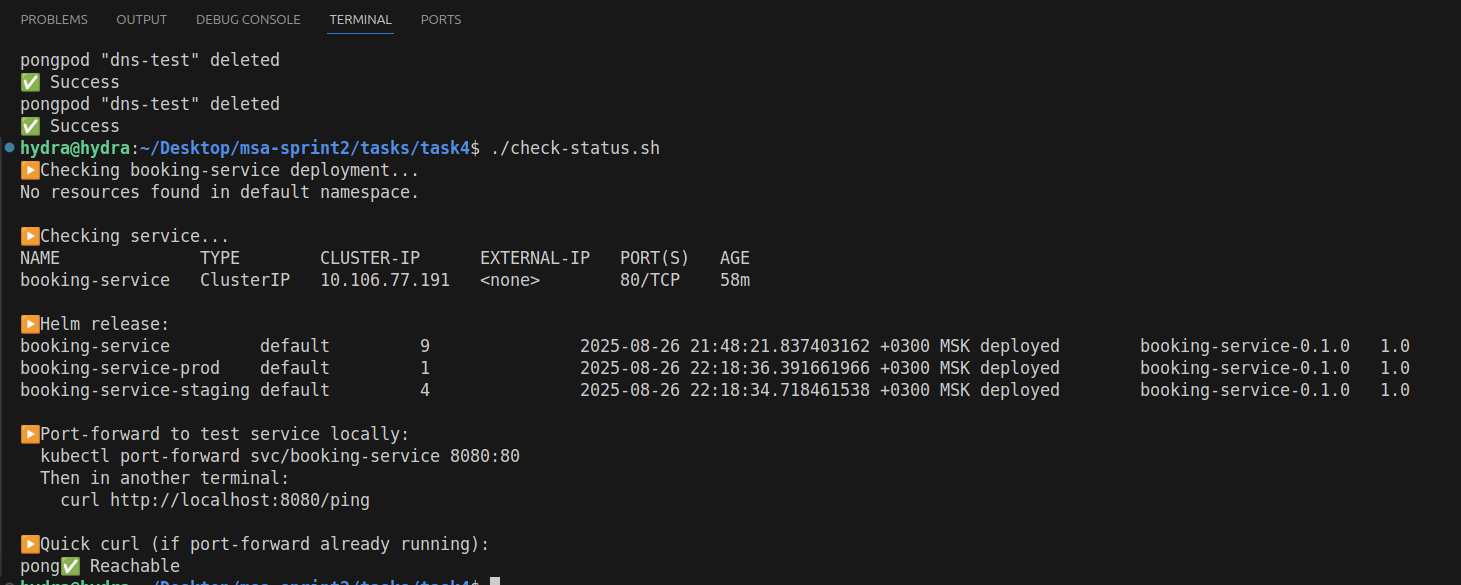 PROBLEMS OUTPUT DEBUG CONSOLE TERMINAL PORTS
pongpod "dns-test" deleted
✅ Success
pongpod "dns-test" deleted
✅ Success
hydra@hydra:~/Desktop/msa-sprint2/tasks/task4$ ./check-status.sh
▶️Checking booking-service deployment...
No resources found in default namespace.
▶️Checking service...
NAME TYPE CLUSTER-IP EXTERNAL-IP PORT(S) AGE
booking-service ClusterIP 10.106.77.191 <none> 80/TCP 58m
▶️Helm release:
booking-service default 9 2025-08-26 21:48:21.837403162 +0300 MSK deployed booking-service-0.1.0 1.0
booking-service-prod default 1 2025-08-26 22:18:36.391661966 +0300 MSK deployed booking-service-0.1.0 1.0
booking-service-staging default 4 2025-08-26 22:18:34.718461538 +0300 MSK deployed booking-service-0.1.0 1.0
▶️Port-forward to test service locally:
kubectl port-forward svc/booking-service 8080:80
Then in another terminal:
curl http://localhost:8080/ping
▶️Quick curl (if port-forward already running):
pong✅ Reachable
hydra@hydra:~/Desktop/msa-sprint2/tasks/task4$